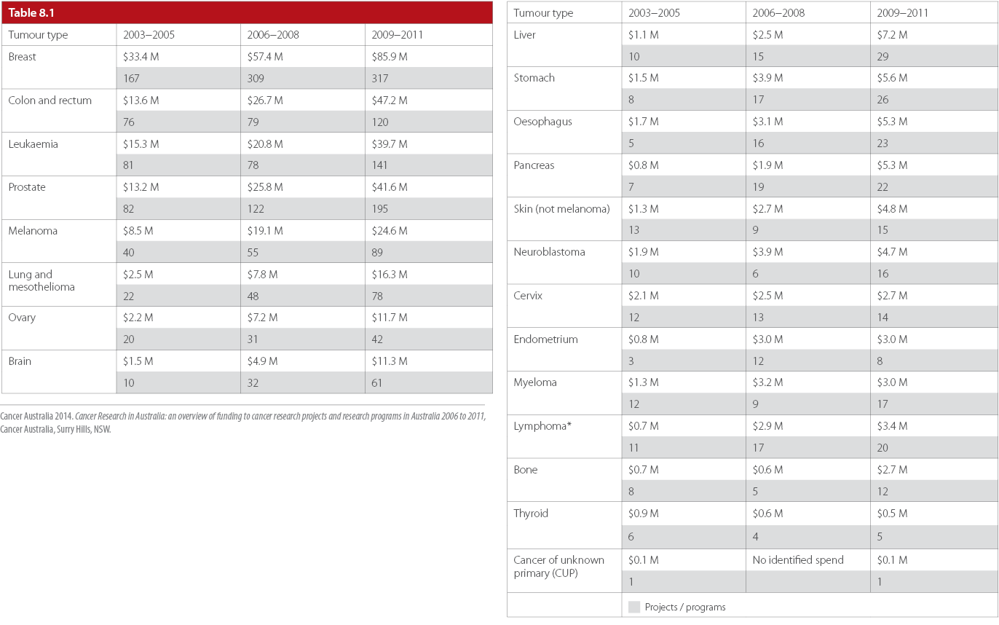 Table 8.1
Tumour type 2003–2005 2006–2008 2009–2011
Breast $33.4 M $57.4 M $85.9 M
167 309 317
Colon and rectum $13.6 M $26.7 M $47.2 M
76 79 120
Leukaemia $15.3 M $20.8 M $39.7 M
81 78 141
Prostate $13.2 M $25.8 M $41.6 M
82 122 195
Melanoma $8.5 M $19.1 M $24.6 M
40 55 89
Lung and
mesothelioma $2.5 M $7.8 M $16.3 M
22 48 78
Ovary $2.2 M $7.2 M $11.7 M
20 31 42
Brain $1.5 M $4.9 M $11.3 M
10 32 61
Cancer Australia 2014. Cancer Research in Australia: an overview of funding to cancer research projects and research programs in Australia 2006 to 2011,
Cancer Australia, Surry Hills, NSW.
Tumour type 2003–2005 2006–2008 2009–2011
Liver $1.1 M $2.5 M $7.2 M
10 15 29
Stomach $1.5 M $3.9 M $5.6 M
8 17 26
Oesophagus $1.7 M $3.1 M $5.3 M
5 16 23
Pancreas $0.8 M $1.9 M $5.3 M
7 19 22
Skin (not melanoma) $1.3 M $2.7 M $4.8 M
13 9 15
Neuroblastoma $1.9 M $3.9 M $4.7 M
10 6 16
Cervix $2.1 M $2.5 M $2.7 M
12 13 14
Endometrium $0.8 M $3.0 M $3.0 M
3 12 8
Myeloma $1.3 M $3.2 M $3.0 M
12 9 17
Lymphoma* $0.7 M $2.9 M $3.4 M
11 17 20
Bone $0.7 M $0.6 M $2.7 M
8 5 12
Thyroid $0.9 M $0.6 M $0.5 M
6 4 5
Cancer of unknown
primary (CUP) $0.1 M No identified spend $0.1 M
1 1
Projects / programs